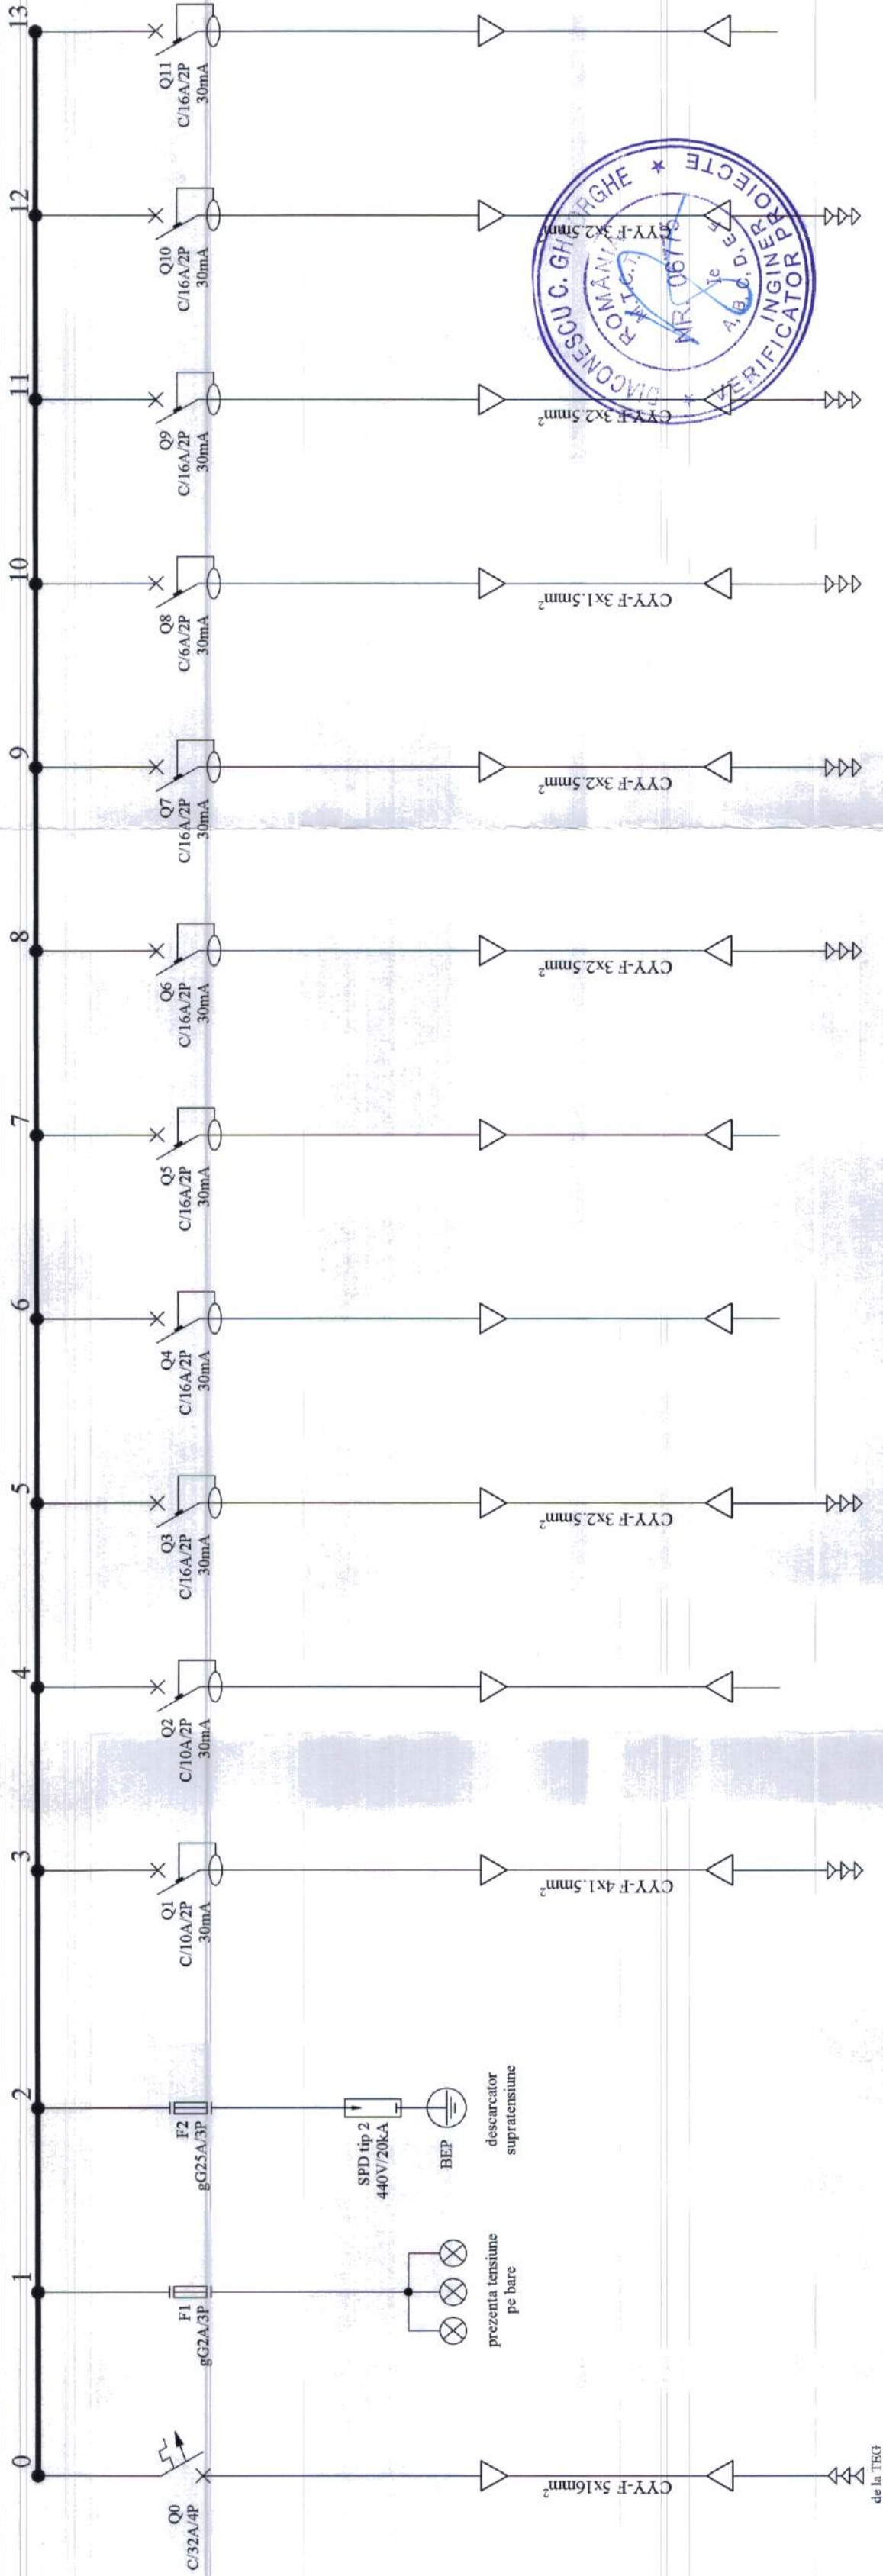 0
1
2
3
4
5
6
7
8
9
10
11
12
13
Q0
C/32A/4P
CYY-F 5x16mm²
de la TEG
F1
gG2A/3P
prezenta tensiune
pe bare
F2
gG25A/3P
SPD tip 2
440V/20kA
BEP
descarcator
supratensiune
Q1
C/10A/2P
30mA
CYY-F 4x1.5mm²
Q2
C/10A/2P
30mA
Q3
C/16A/2P
30mA
CYY-F 3x2.5mm²
Q4
C/16A/2P
30mA
Q5
C/16A/2P
30mA
Q6
C/16A/2P
30mA
CYY-F 3x2.5mm²
Q7
C/16A/2P
30mA
CYY-F 3x2.5mm²
Q8
C/6A/2P
30mA
CYY-F 3x1.5mm²
Q9
C/16A/2P
30mA
CYY-F 3x2.5mm²
Q10
C/16A/2P
30mA
CYY-F 3x2.5mm²
Q11
C/16A/2P
30mA
DIACONESCU C. GHEORGHE
★ VERIFICATOR PROIECTE ★
INGINER
ROMÂNIA
M.T.C.T.
Ie